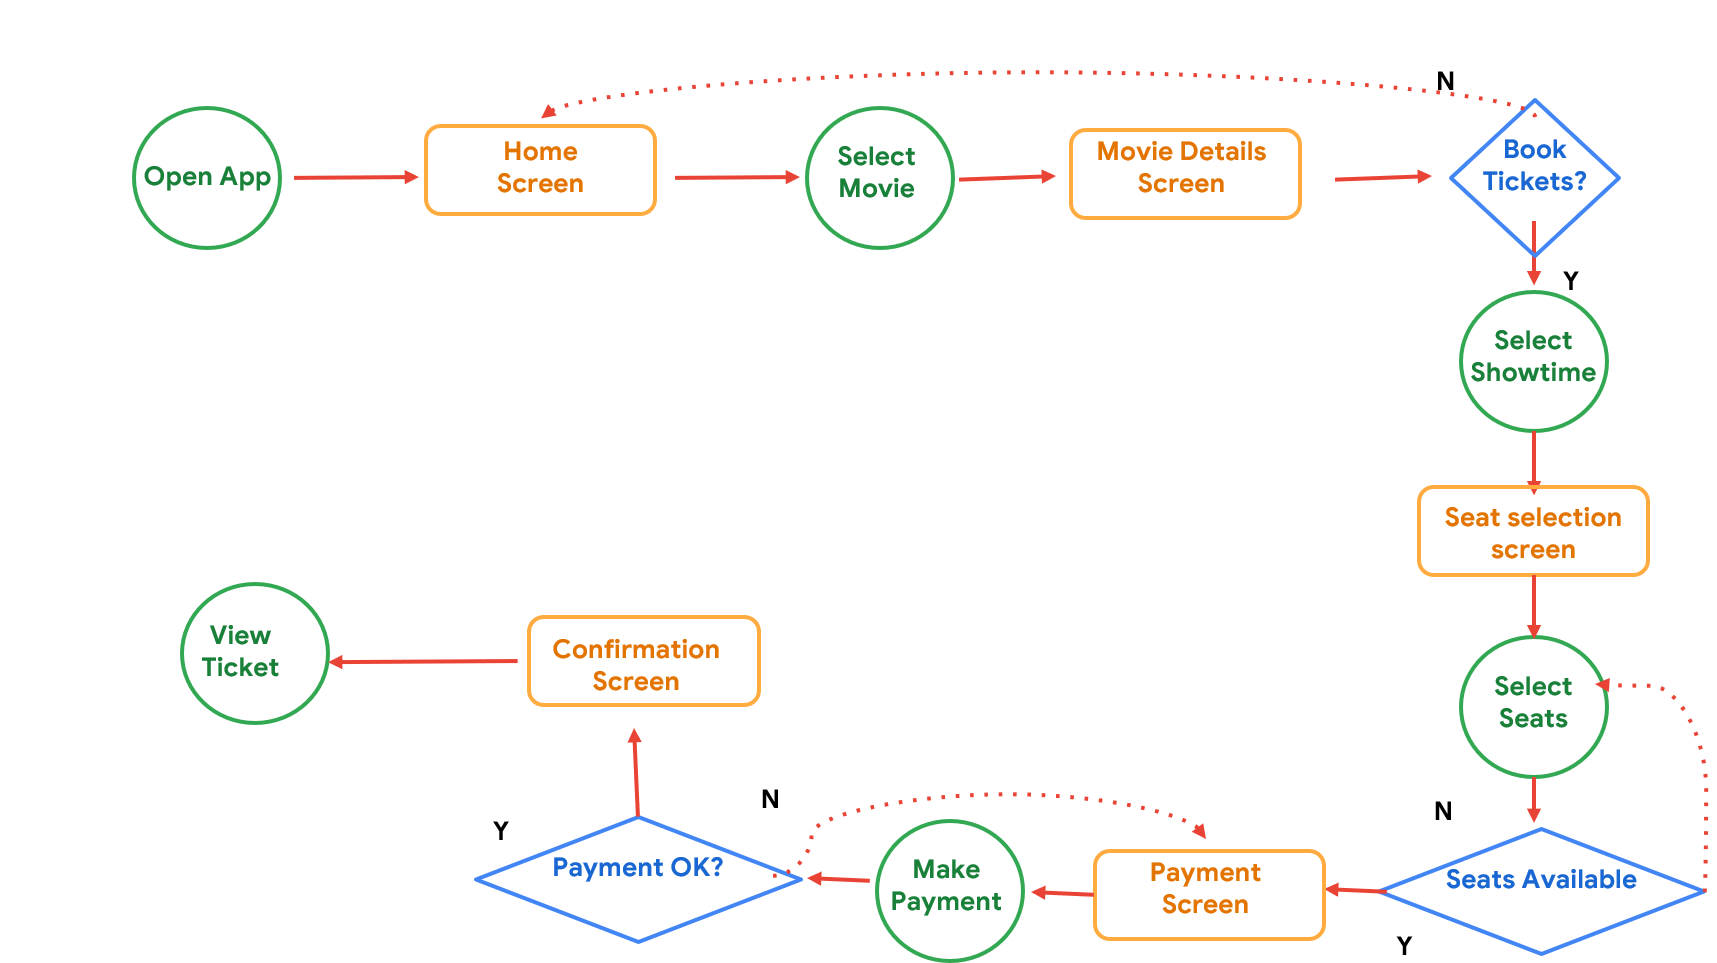 N
Open App
Home
Screen
Select
Movie
Movie Details
Screen
Book
Tickets?
Y
Select
Showtime
Seat selection
screen
Select
Seats
N
Seats Available
Y
Payment
Screen
Make
Payment
N
Payment OK?
Y
Confirmation
Screen
View
Ticket